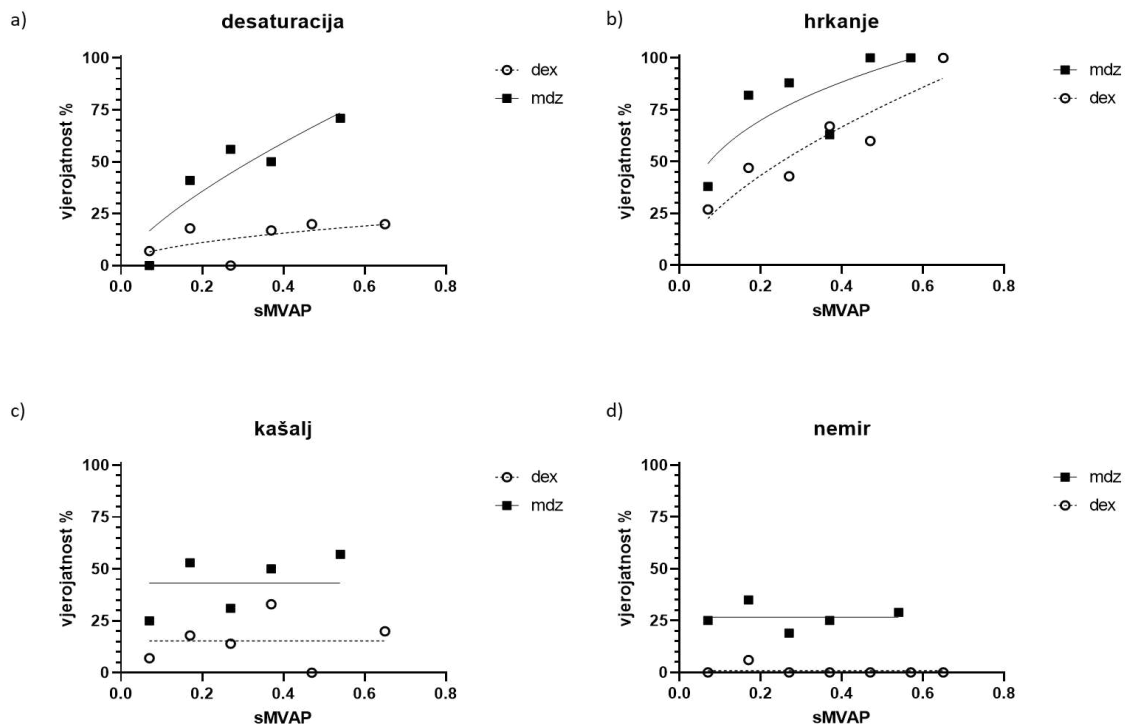 a)
desaturacija
vjerojatnost %
100
75
50
25
0
0.0 0.2 0.4 0.6 0.8
sMVAP
dex
mdz
b)
hrkanje
vjerojatnost %
100
75
50
25
0
0.0 0.2 0.4 0.6 0.8
sMVAP
mdz
dex
c)
kašalj
vjerojatnost %
100
75
50
25
0
0.0 0.2 0.4 0.6 0.8
sMVAP
dex
mdz
d)
nemir
vjerojatnost %
100
75
50
25
0
0.0 0.2 0.4 0.6 0.8
sMVAP
mdz
dex